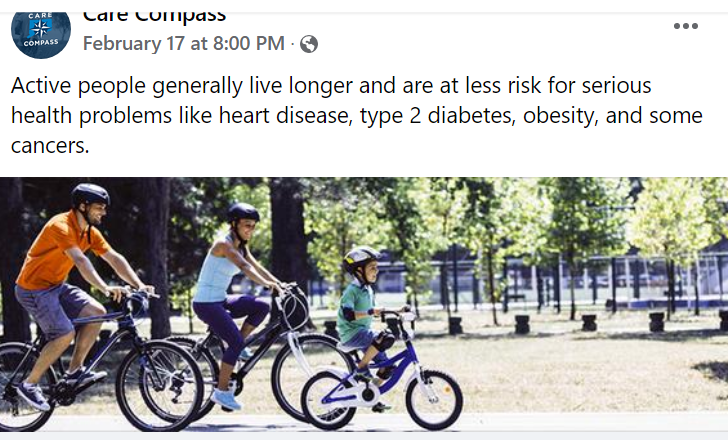 CARE
COMPASS
Care Compass
February 17 at 8:00 PM ·
Active people generally live longer and are at less risk for serious
health problems like heart disease, type 2 diabetes, obesity, and some
cancers.